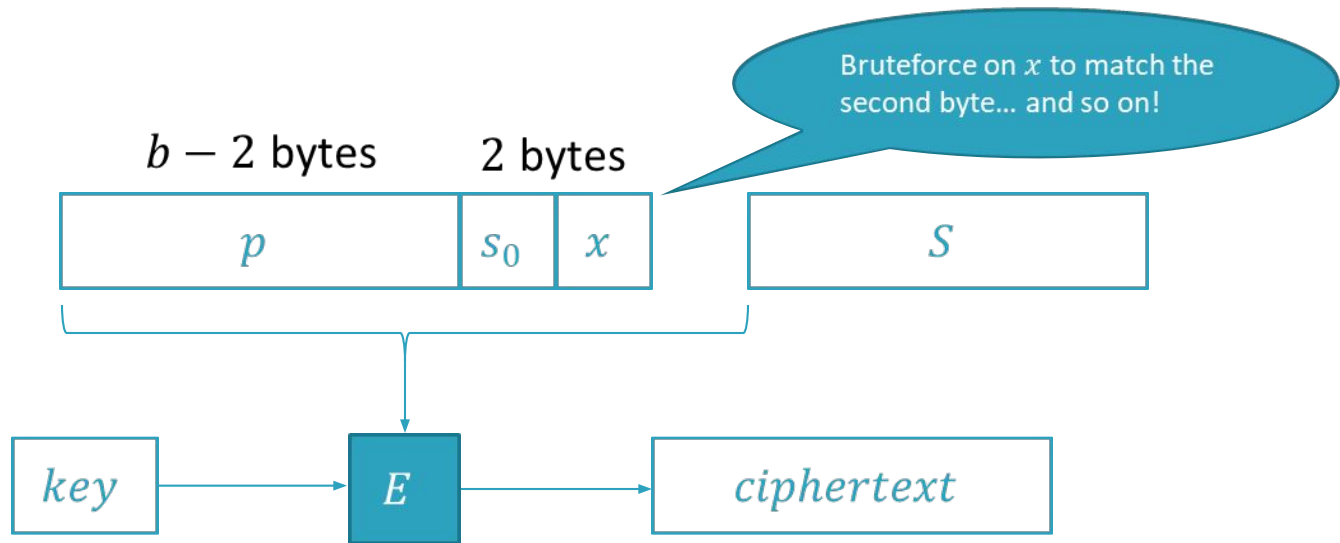 Bruteforce on 𝑥 to match the
second byte... and so on!
𝑏 − 2 bytes
2 bytes
𝑝
𝑠₀
𝑥
𝑆
𝑘𝑒𝑦
𝐸
𝑐𝑖𝑝ℎ𝑒𝑟𝑡𝑒𝑥𝑡